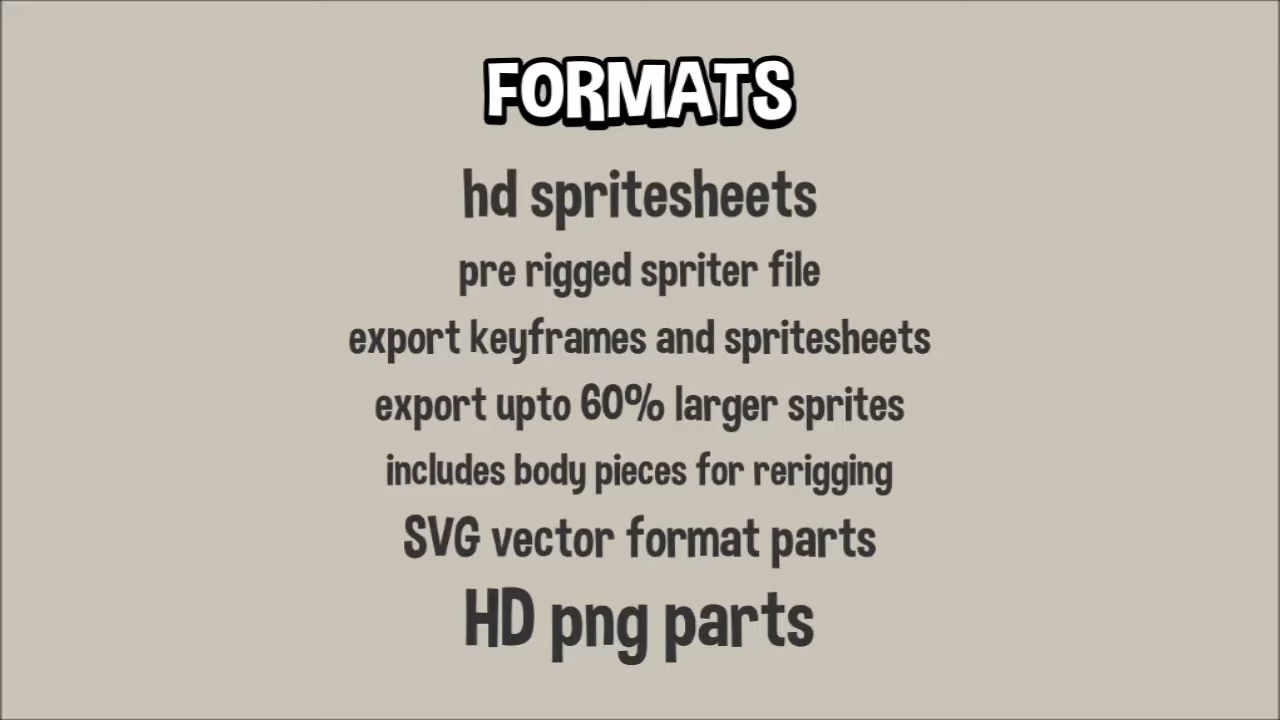 FORMATS
hd spritesheets
pre rigged spriter file
export keyframes and spritesheets
export upto 60% larger sprites
includes body pieces for rerigging
SVG vector format parts
HD png parts